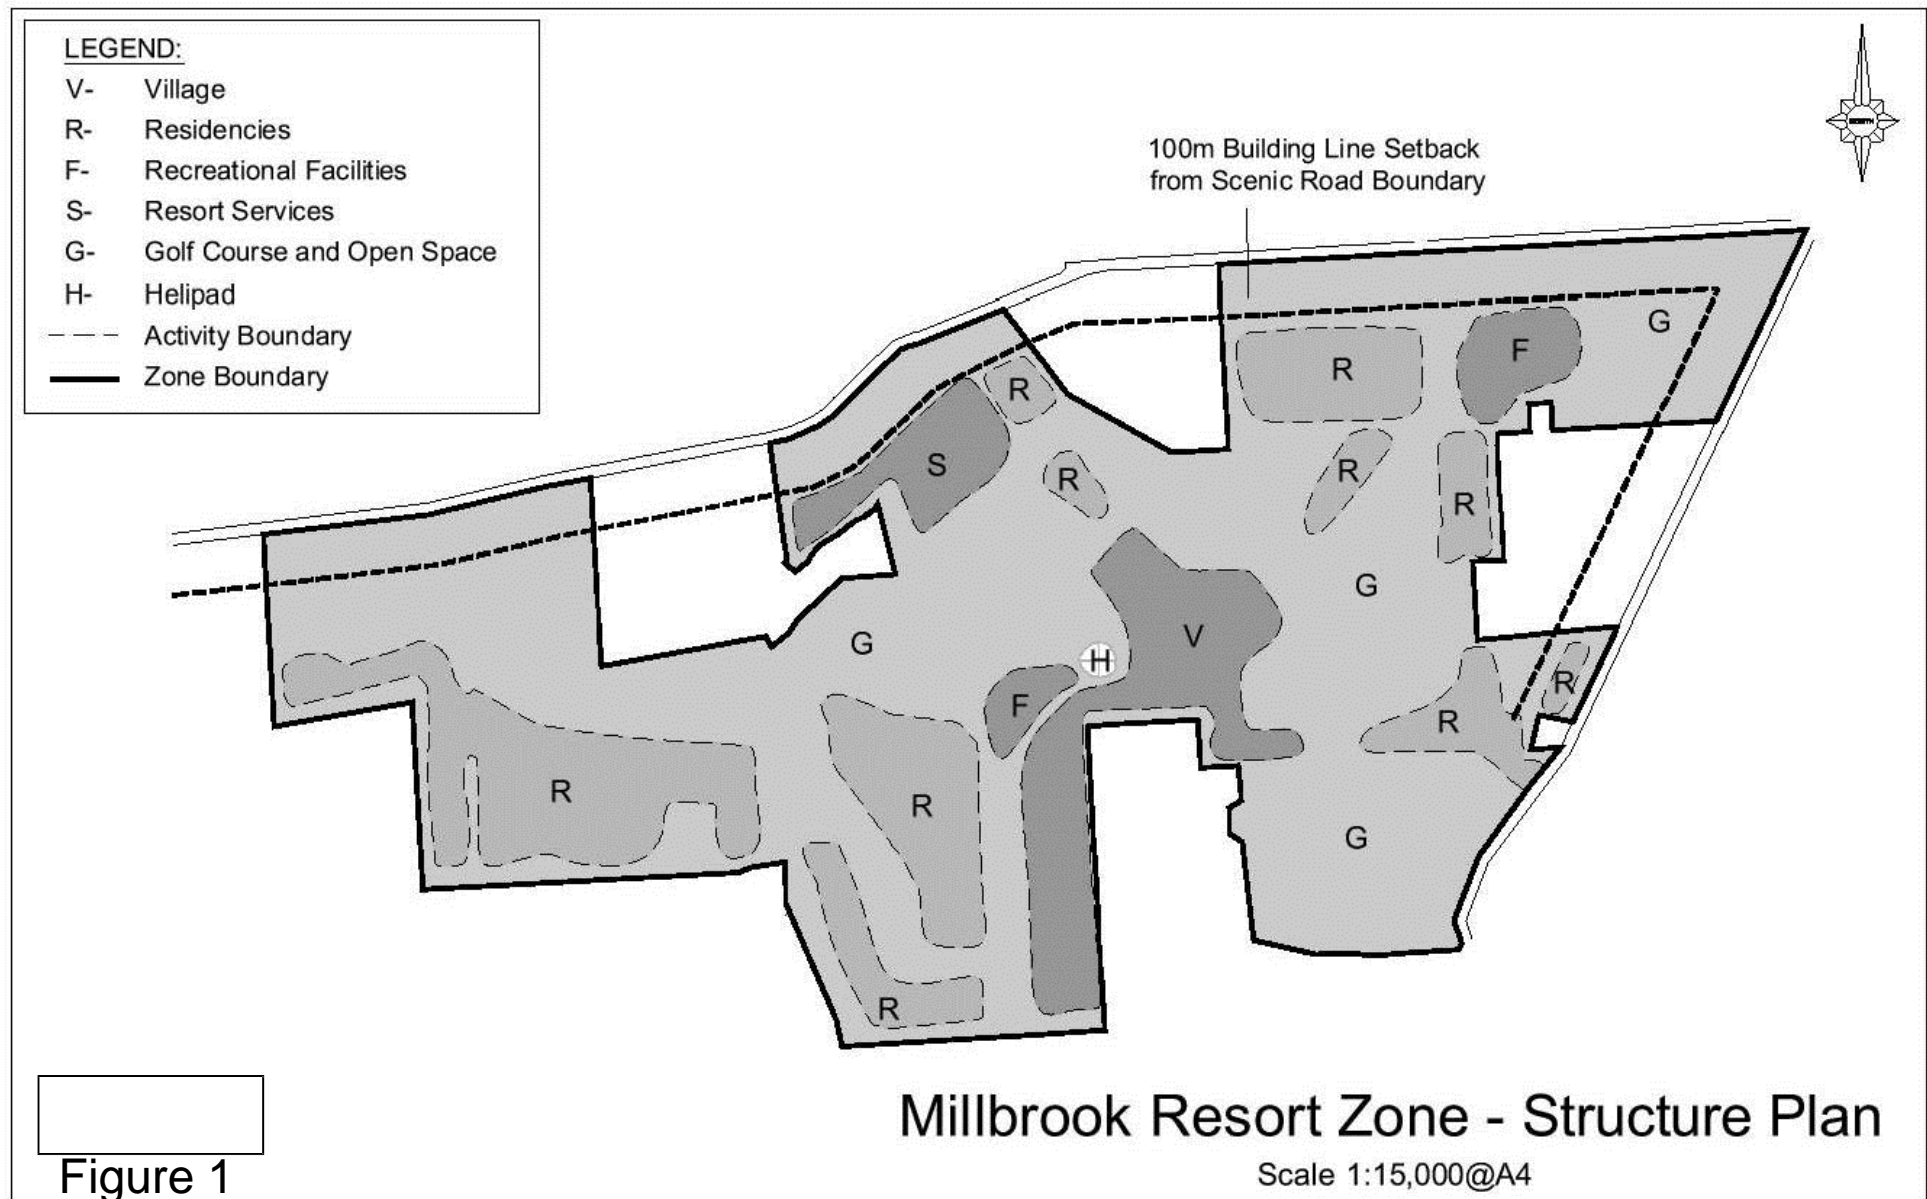 LEGEND:
V- Village
R- Residencies
F- Recreational Facilities
S- Resort Services
G- Golf Course and Open Space
H- Helipad
Activity Boundary
Zone Boundary
100m Building Line Setback
from Scenic Road Boundary
G
F
R
R
S
R
R
R
G
V
G
H
R
F
R
R
R
G
R
Millbrook Resort Zone - Structure Plan
Scale 1:15,000@A4
Figure 1